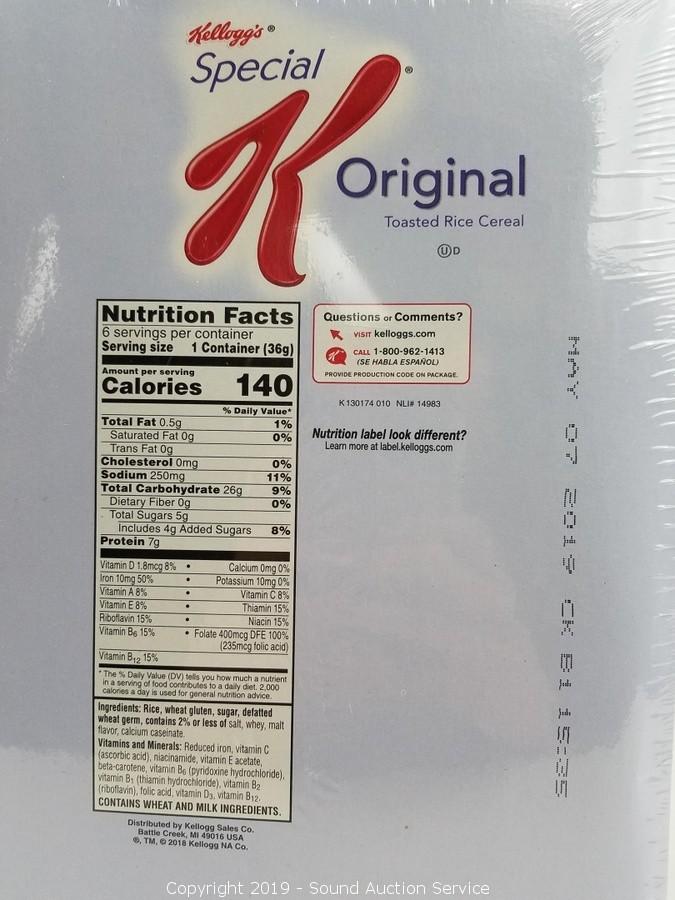 Kellogg's®
Special
K®
Original
Toasted Rice Cereal
U D
Nutrition Facts
6 servings per container
Serving size 1 Container (36g)
Amount per serving
Calories 140
% Daily Value*
Total Fat 0.5g 1%
Saturated Fat 0g 0%
Trans Fat 0g
Cholesterol 0mg 0%
Sodium 250mg 11%
Total Carbohydrate 26g 9%
Dietary Fiber 0g 0%
Total Sugars 5g
Includes 4g Added Sugars 8%
Protein 7g
Vitamin D 1.8mcg 8% • Calcium 0mg 0%
Iron 10mg 50% • Potassium 10mg 0%
Vitamin A 8% • Vitamin C 8%
Vitamin E 8% • Thiamin 15%
Riboflavin 15% • Niacin 15%
Vitamin B6 15% • Folate 400mcg DFE 100%
(235mcg folic acid)
Vitamin B12 15%
* The % Daily Value (DV) tells you how much a nutrient
in a serving of food contributes to a daily diet. 2,000
calories a day is used for general nutrition advice.
Ingredients: Rice, wheat gluten, sugar, defatted
wheat germ, contains 2% or less of salt, whey, malt
flavor, calcium caseinate.
Vitamins and Minerals: Reduced iron, vitamin C
(ascorbic acid), niacinamide, vitamin E acetate,
beta-carotene, vitamin B6 (pyridoxine hydrochloride),
vitamin B1 (thiamin hydrochloride), vitamin B2
(riboflavin), folic acid, vitamin D3, vitamin B12.
CONTAINS WHEAT AND MILK INGREDIENTS.
Distributed by Kellogg Sales Co.
Battle Creek, MI 49016 USA
®, TM, © 2018 Kellogg NA Co.
Questions or Comments?
VISIT kelloggs.com
K CALL 1-800-962-1413
(SE HABLA ESPAÑOL)
PROVIDE PRODUCTION CODE ON PACKAGE.
K130174 010 NLI# 14983
Nutrition label look different?
Learn more at label.kelloggs.com
MAY 07 2019 CK
Copyright 2019 - Sound Auction Service